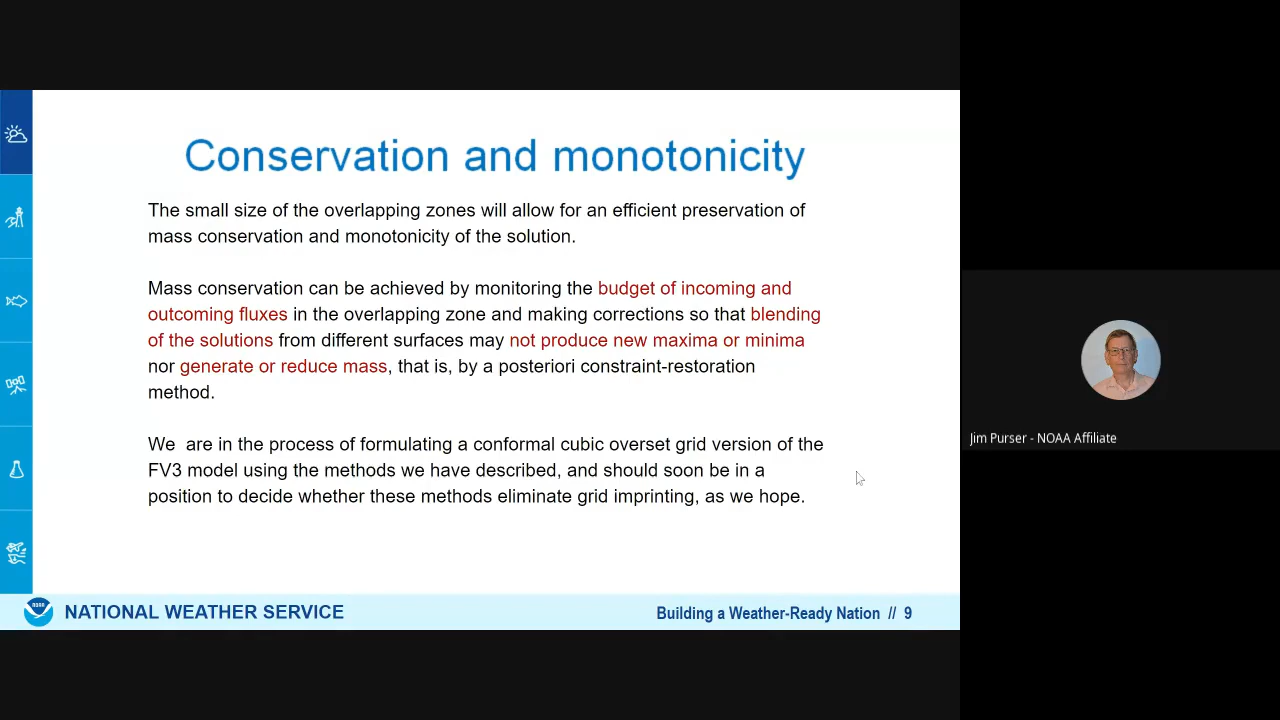 Conservation and monotonicity
The small size of the overlapping zones will allow for an efficient preservation of
mass conservation and monotonicity of the solution.
Mass conservation can be achieved by monitoring the budget of incoming and
outcoming fluxes in the overlapping zone and making corrections so that blending
of the solutions from different surfaces may not produce new maxima or minima
nor generate or reduce mass, that is, by a posteriori constraint-restoration
method.
We  are in the process of formulating a conformal cubic overset grid version of the
FV3 model using the methods we have described, and should soon be in a
position to decide whether these methods eliminate grid imprinting, as we hope.
Jim Purser - NOAA Affiliate
NATIONAL WEATHER SERVICE
Building a Weather-Ready Nation // 9